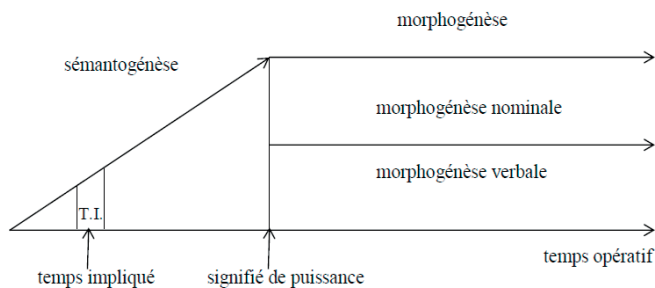 morphogénèse
sémantogénèse
morphogénèse nominale
morphogénèse verbale
T.I.
temps opératif
temps impliqué
signifié de puissance